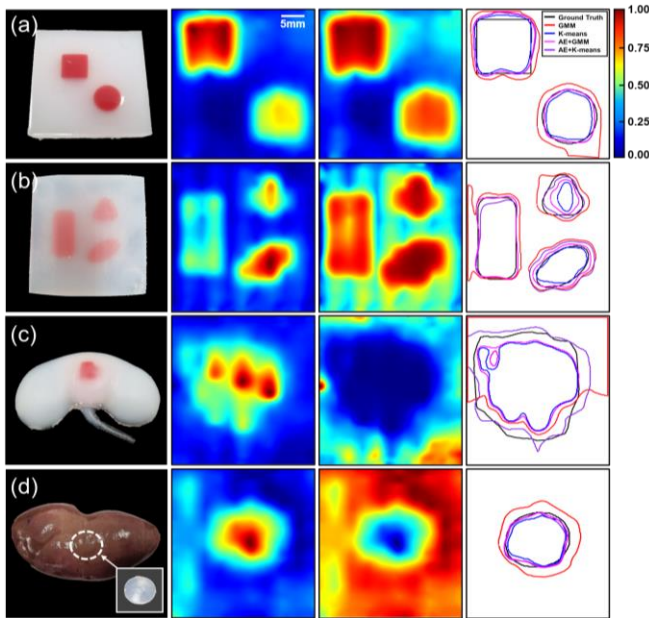 (a)
5mm
Ground Truth
GMM
K-means
AE+GMM
AE+K-means
1.00
0.75
0.50
0.25
0.00
(b)
(c)
(d)